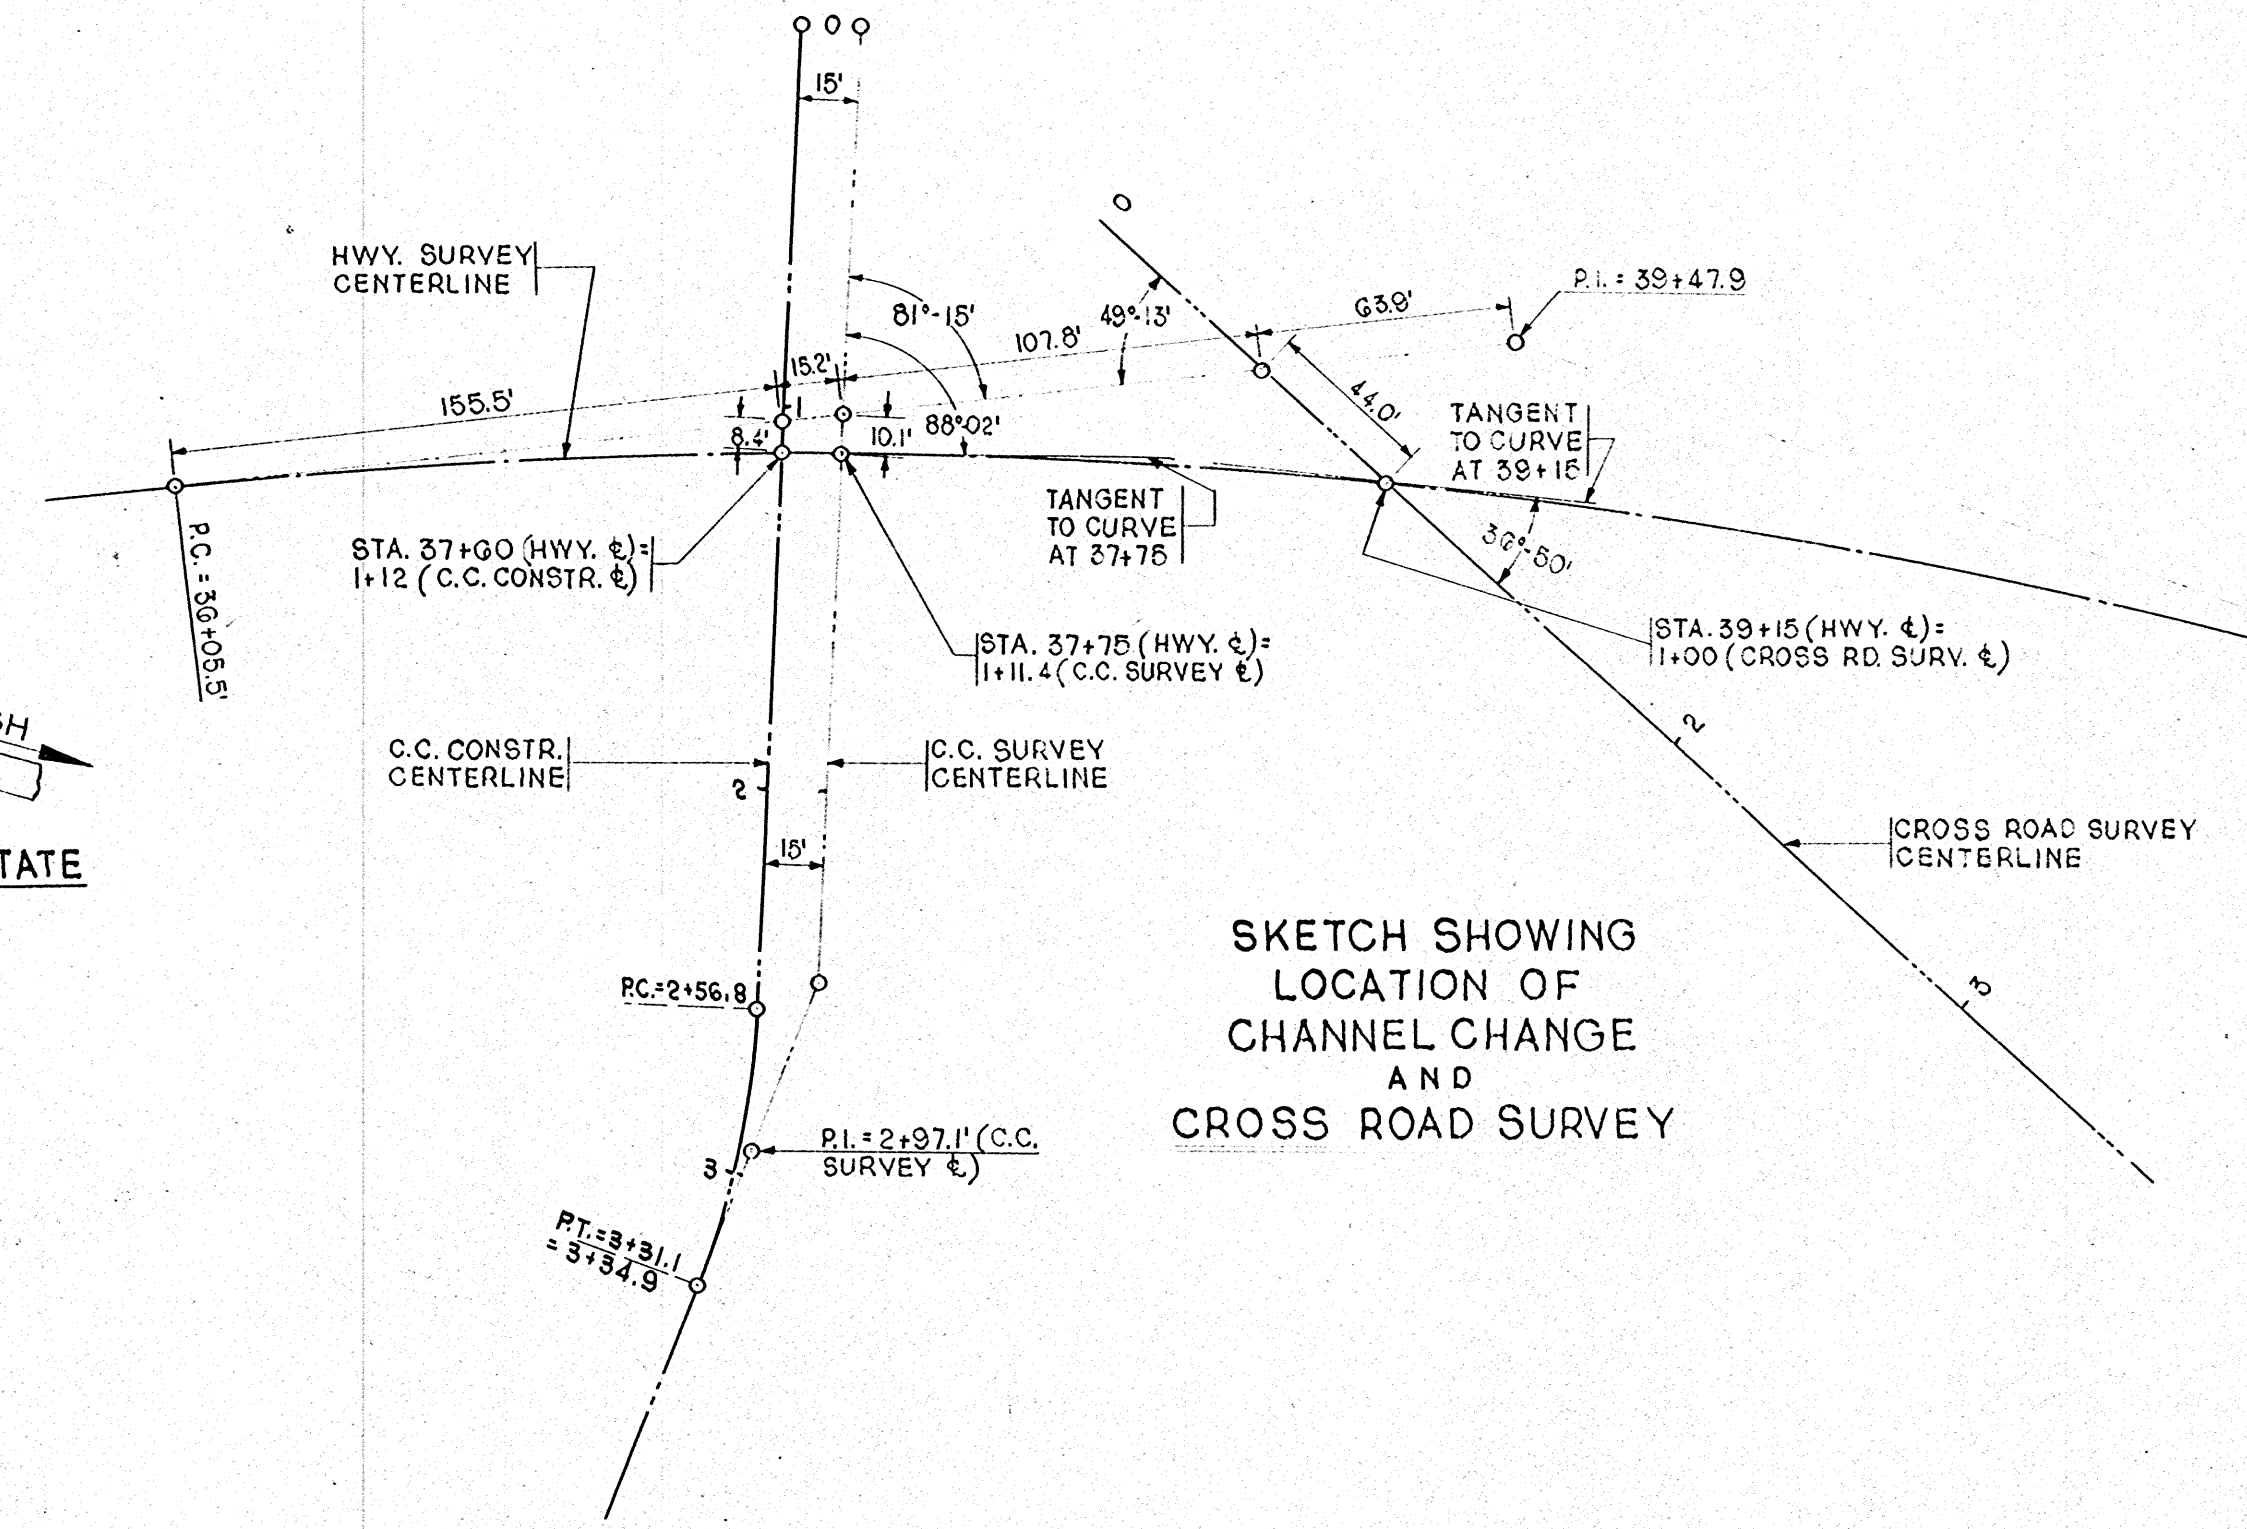 O
15'
O
HWY. SURVEY
CENTERLINE
P.I. = 39+47.9
81°-15'
49°-13'
63.9'
107.8'
15.2'
155.5'
1
44.0'
8.4'
10.1'
88°02'
TANGENT
TO CURVE
AT 39+15
TANGENT
TO CURVE
AT 37+75
36°-50'
P.C. = 36+05.5'
STA. 37+60 (HWY. ℄)=
1+12 (C.C. CONSTR. ℄)
STA. 37+75 (HWY. ℄)=
1+11.4 (C.C. SURVEY ℄)
STA. 39+15 (HWY. ℄)=
1+00 (CROSS RD. SURV. ℄)
2
C.C. CONSTR.
CENTERLINE
C.C. SURVEY
CENTERLINE
2
15'
CROSS ROAD SURVEY
CENTERLINE
TATE
SKETCH SHOWING
LOCATION OF
CHANNEL CHANGE
AND
CROSS ROAD SURVEY
3
P.C.=2+56.8
P.I. = 2+97.1' (C.C.
SURVEY ℄)
3
P.T.=3+31.1
= 3+34.9